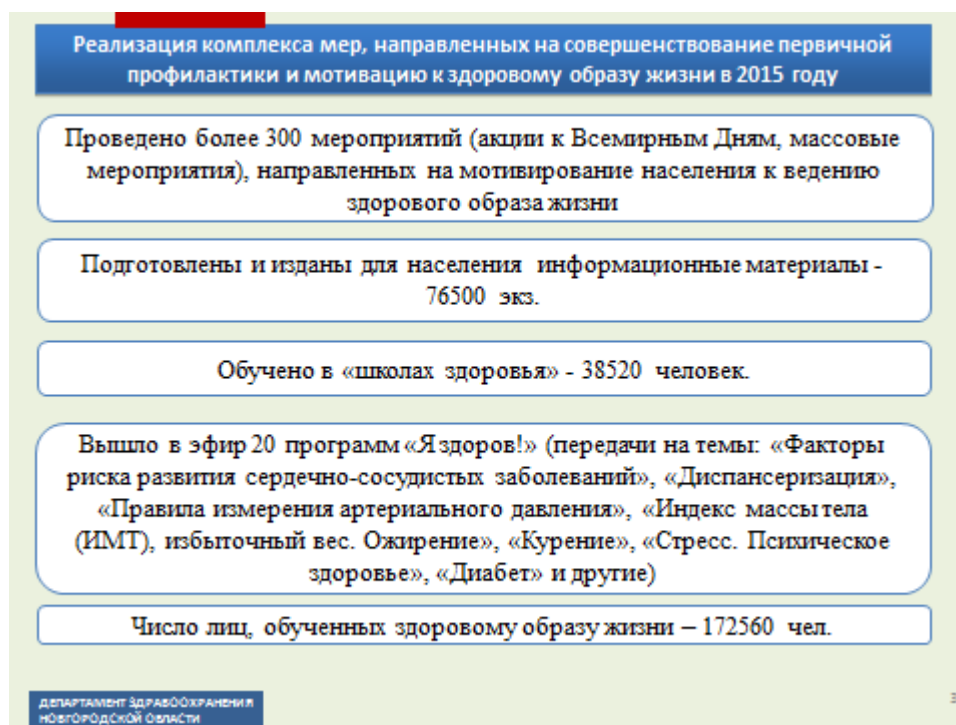 Реализация комплекса мер, направленных на совершенствование первичной
профилактики и мотивацию к здоровому образу жизни в 2015 году
Проведено более 300 мероприятий (акции к Всемирным Дням, массовые
мероприятия), направленных на мотивирование населения к ведению
здорового образа жизни
Подготовлены и изданы для населения информационные материалы -
76500 экз.
Обучено в «школах здоровья» - 38520 человек.
Вышло в эфир 20 программ «Я здоров!» (передачи на темы: «Факторы
риска развития сердечно-сосудистых заболеваний», «Диспансеризация»,
«Правила измерения артериального давления», «Индекс массы тела
(ИМТ), избыточный вес. Ожирение», «Курение», «Стресс. Психическое
здоровье», «Диабет» и другие)
Число лиц, обученных здоровому образу жизни – 172560 чел.
ДЕПАРТАМЕНТ ЗДРАВООХРАНЕНИЯ
НОВГОРОДСКОЙ ОБЛАСТИ